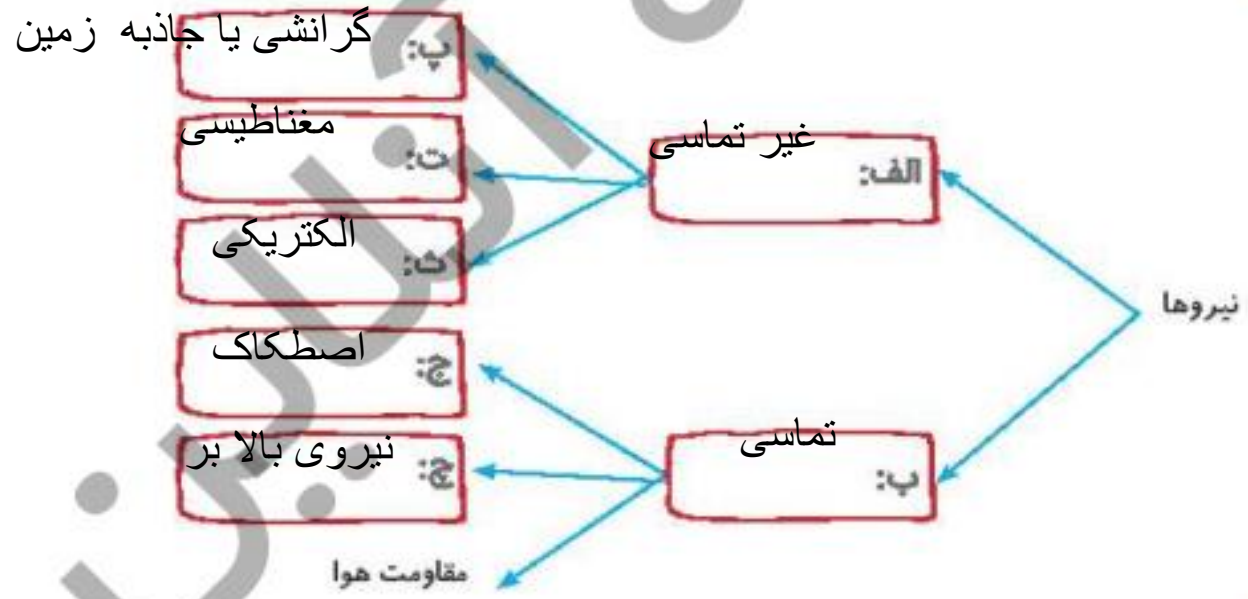 نیروها
الف: غیر تماسی
پ: گرانشی یا جاذبه زمین
ت: مغناطیسی
ث: الکتریکی
ب: تماسی
ج: اصطکاک
چ: نیروی بالا بر
مقاومت هوا